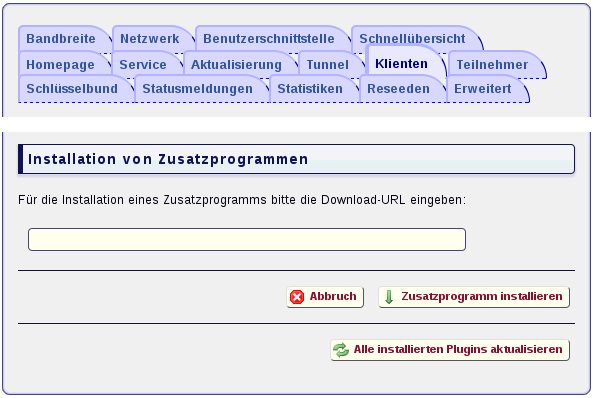 Bandbreite Netzwerk Benutzerschnittstelle Schnellübersicht
Homepage Service Aktualisierung Tunnel Klienten Teilnehmer
Schlüsselbund Statusmeldungen Statistiken Reseeden Erweitert
Installation von Zusatzprogrammen
Für die Installation eines Zusatzprogramms bitte die Download-URL eingeben:
Abbruch Zusatzprogramm installieren
Alle installierten Plugins aktualisieren